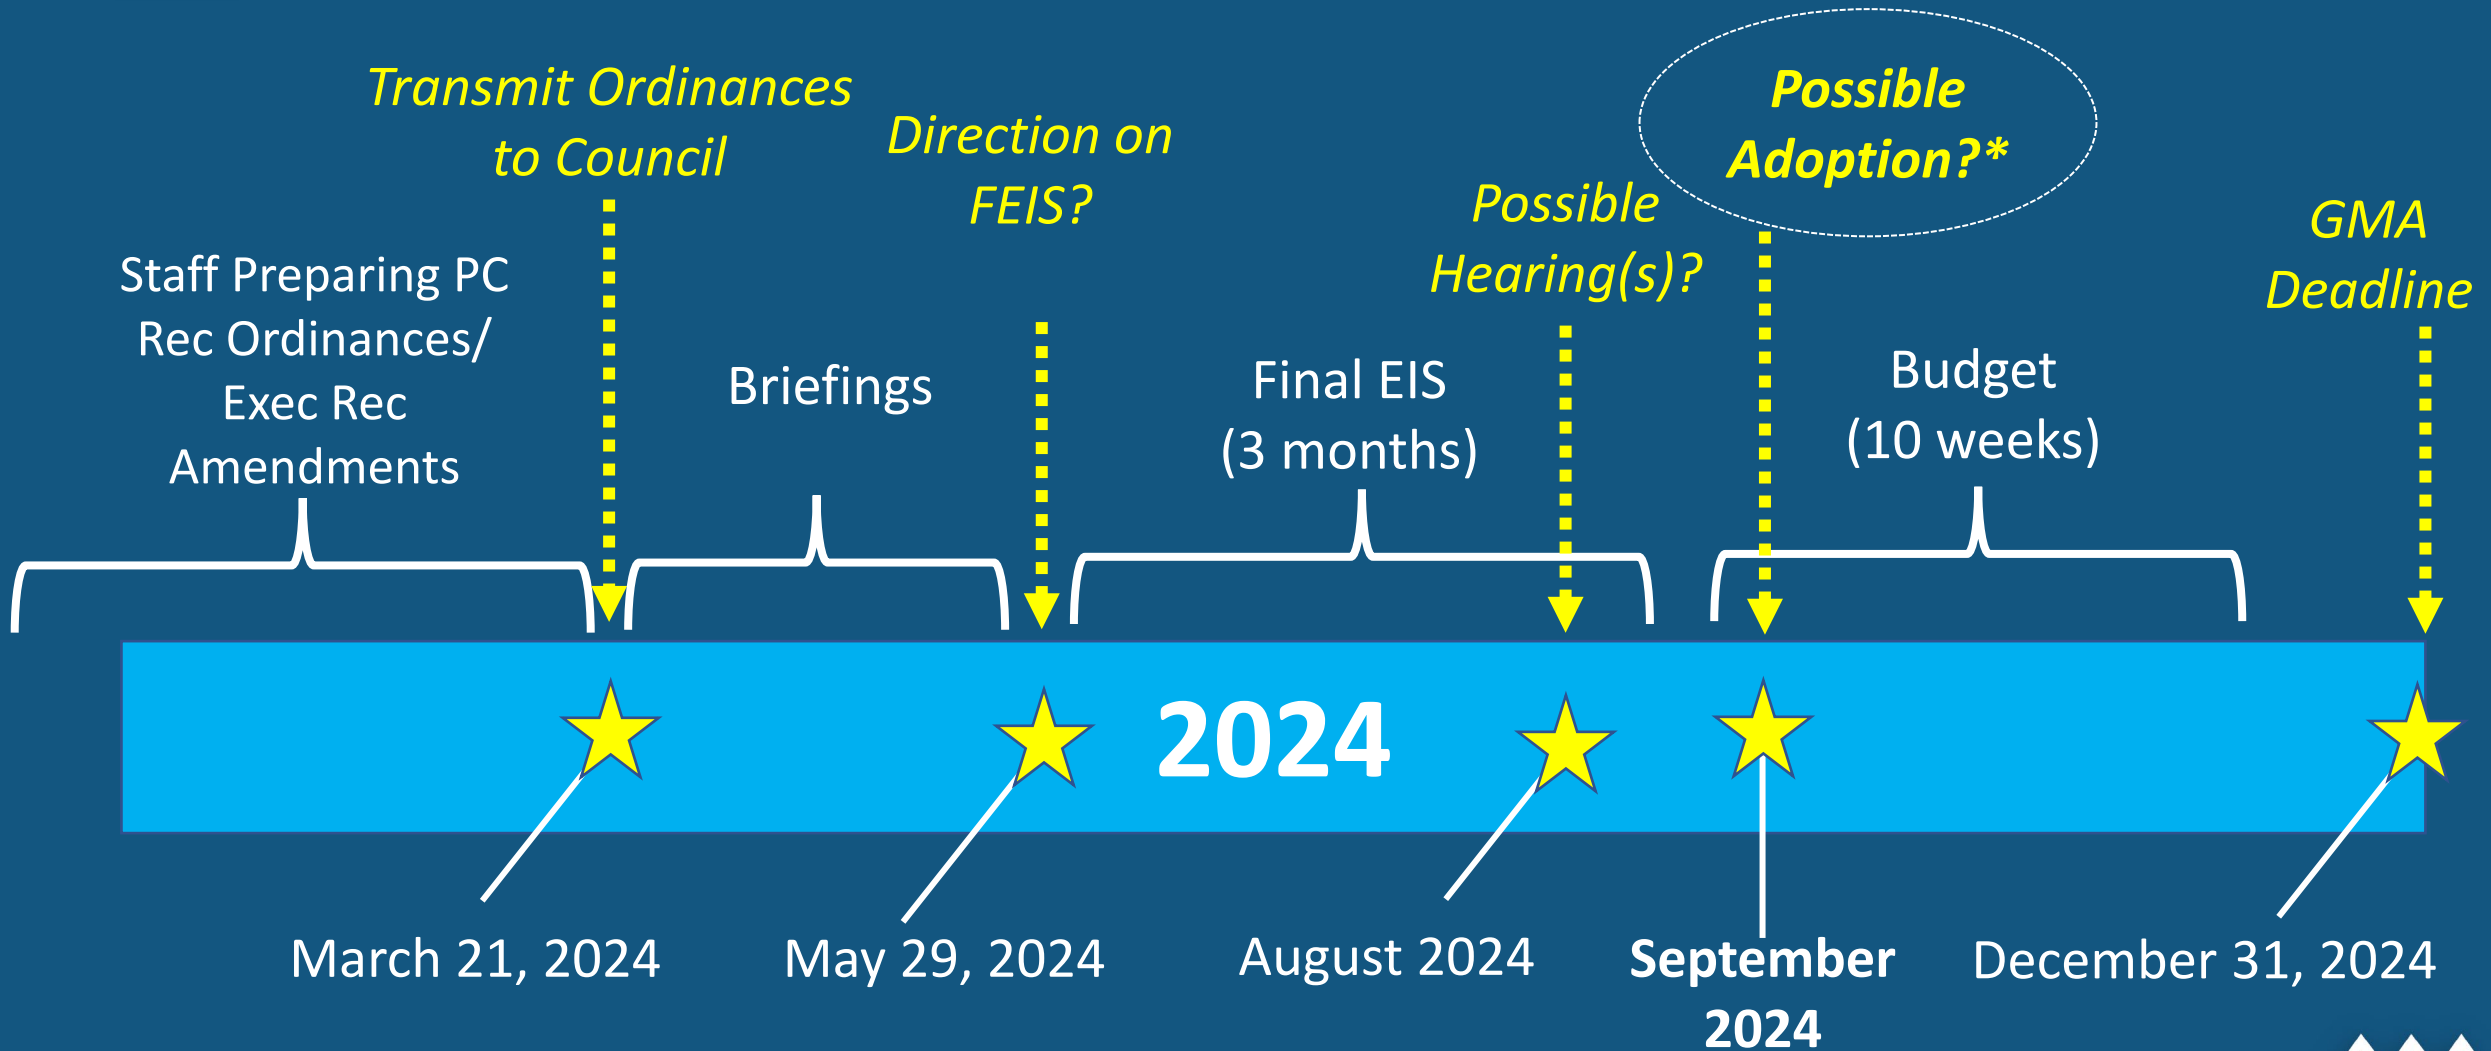 Transmit Ordinances
to Council
Direction on
FEIS?
Possible
Hearing(s)?
Possible
Adoption?*
GMA
Deadline
Staff Preparing PC
Rec Ordinances/
Exec Rec
Amendments
Briefings
Final EIS
(3 months)
Budget
(10 weeks)
2024
March 21, 2024
May 29, 2024
August 2024
September
2024
December 31, 2024